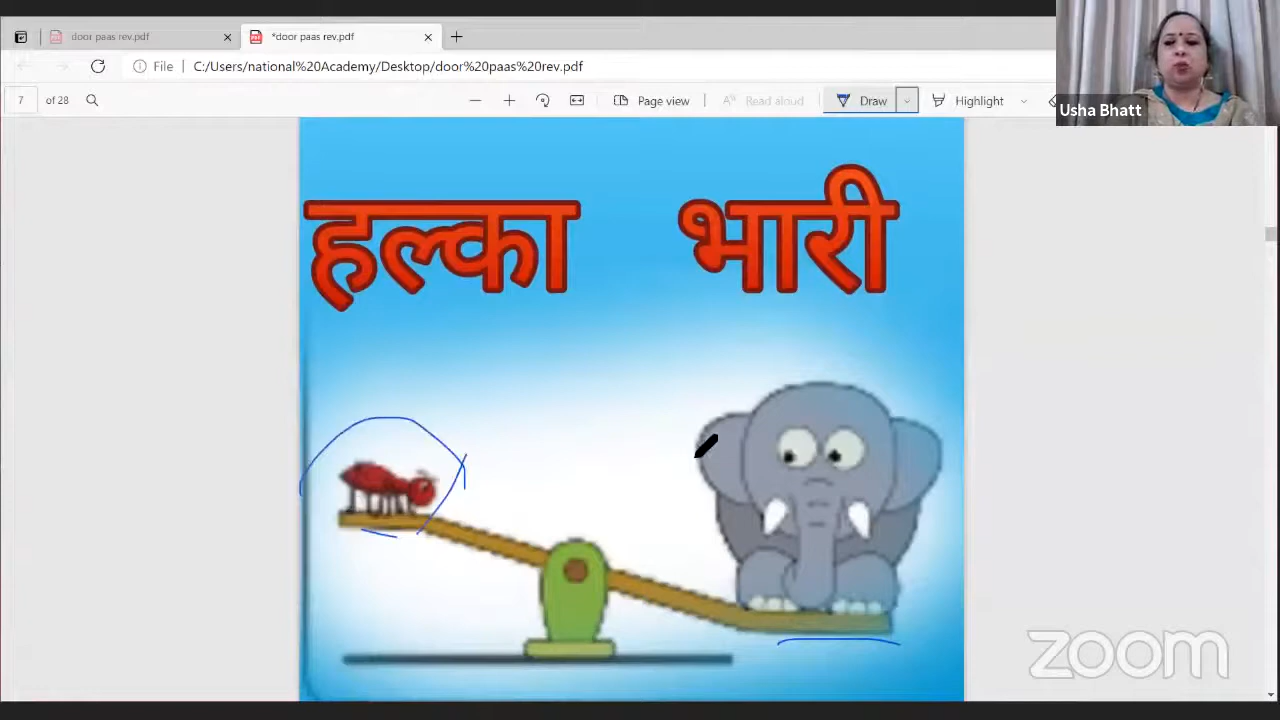 door paas rev.pdf
*door paas rev.pdf
File
C:/Users/national%20Academy/Desktop/door%20paas%20rev.pdf
7 of 28
Page view
Read aloud
Draw
Highlight
Usha Bhatt
हल्का भारी
zoom